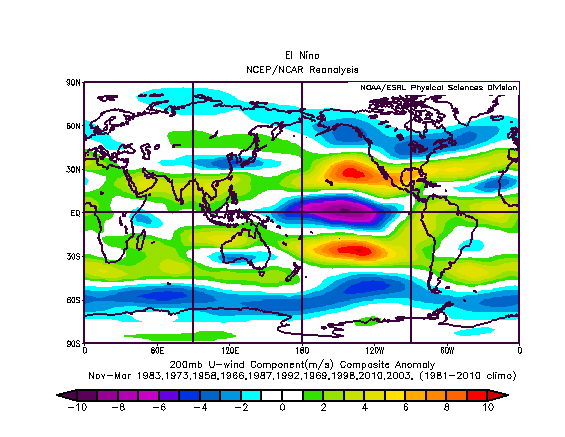 El Nino
NCEP/NCAR Reanalysis
NOAA/ESRL Physical Sciences Division
90N
60N
30N
EQ
30S
60S
90S
0 60E 120E 180 120W 60W 0
200mb U-wind Component(m/s) Composite Anomaly
Nov-Mar 1983,1973,1958,1966,1987,1992,1969,1998,2010,2003, (1981-2010 climo)
-10 -8 -6 -4 -2 0 2 4 6 8 10